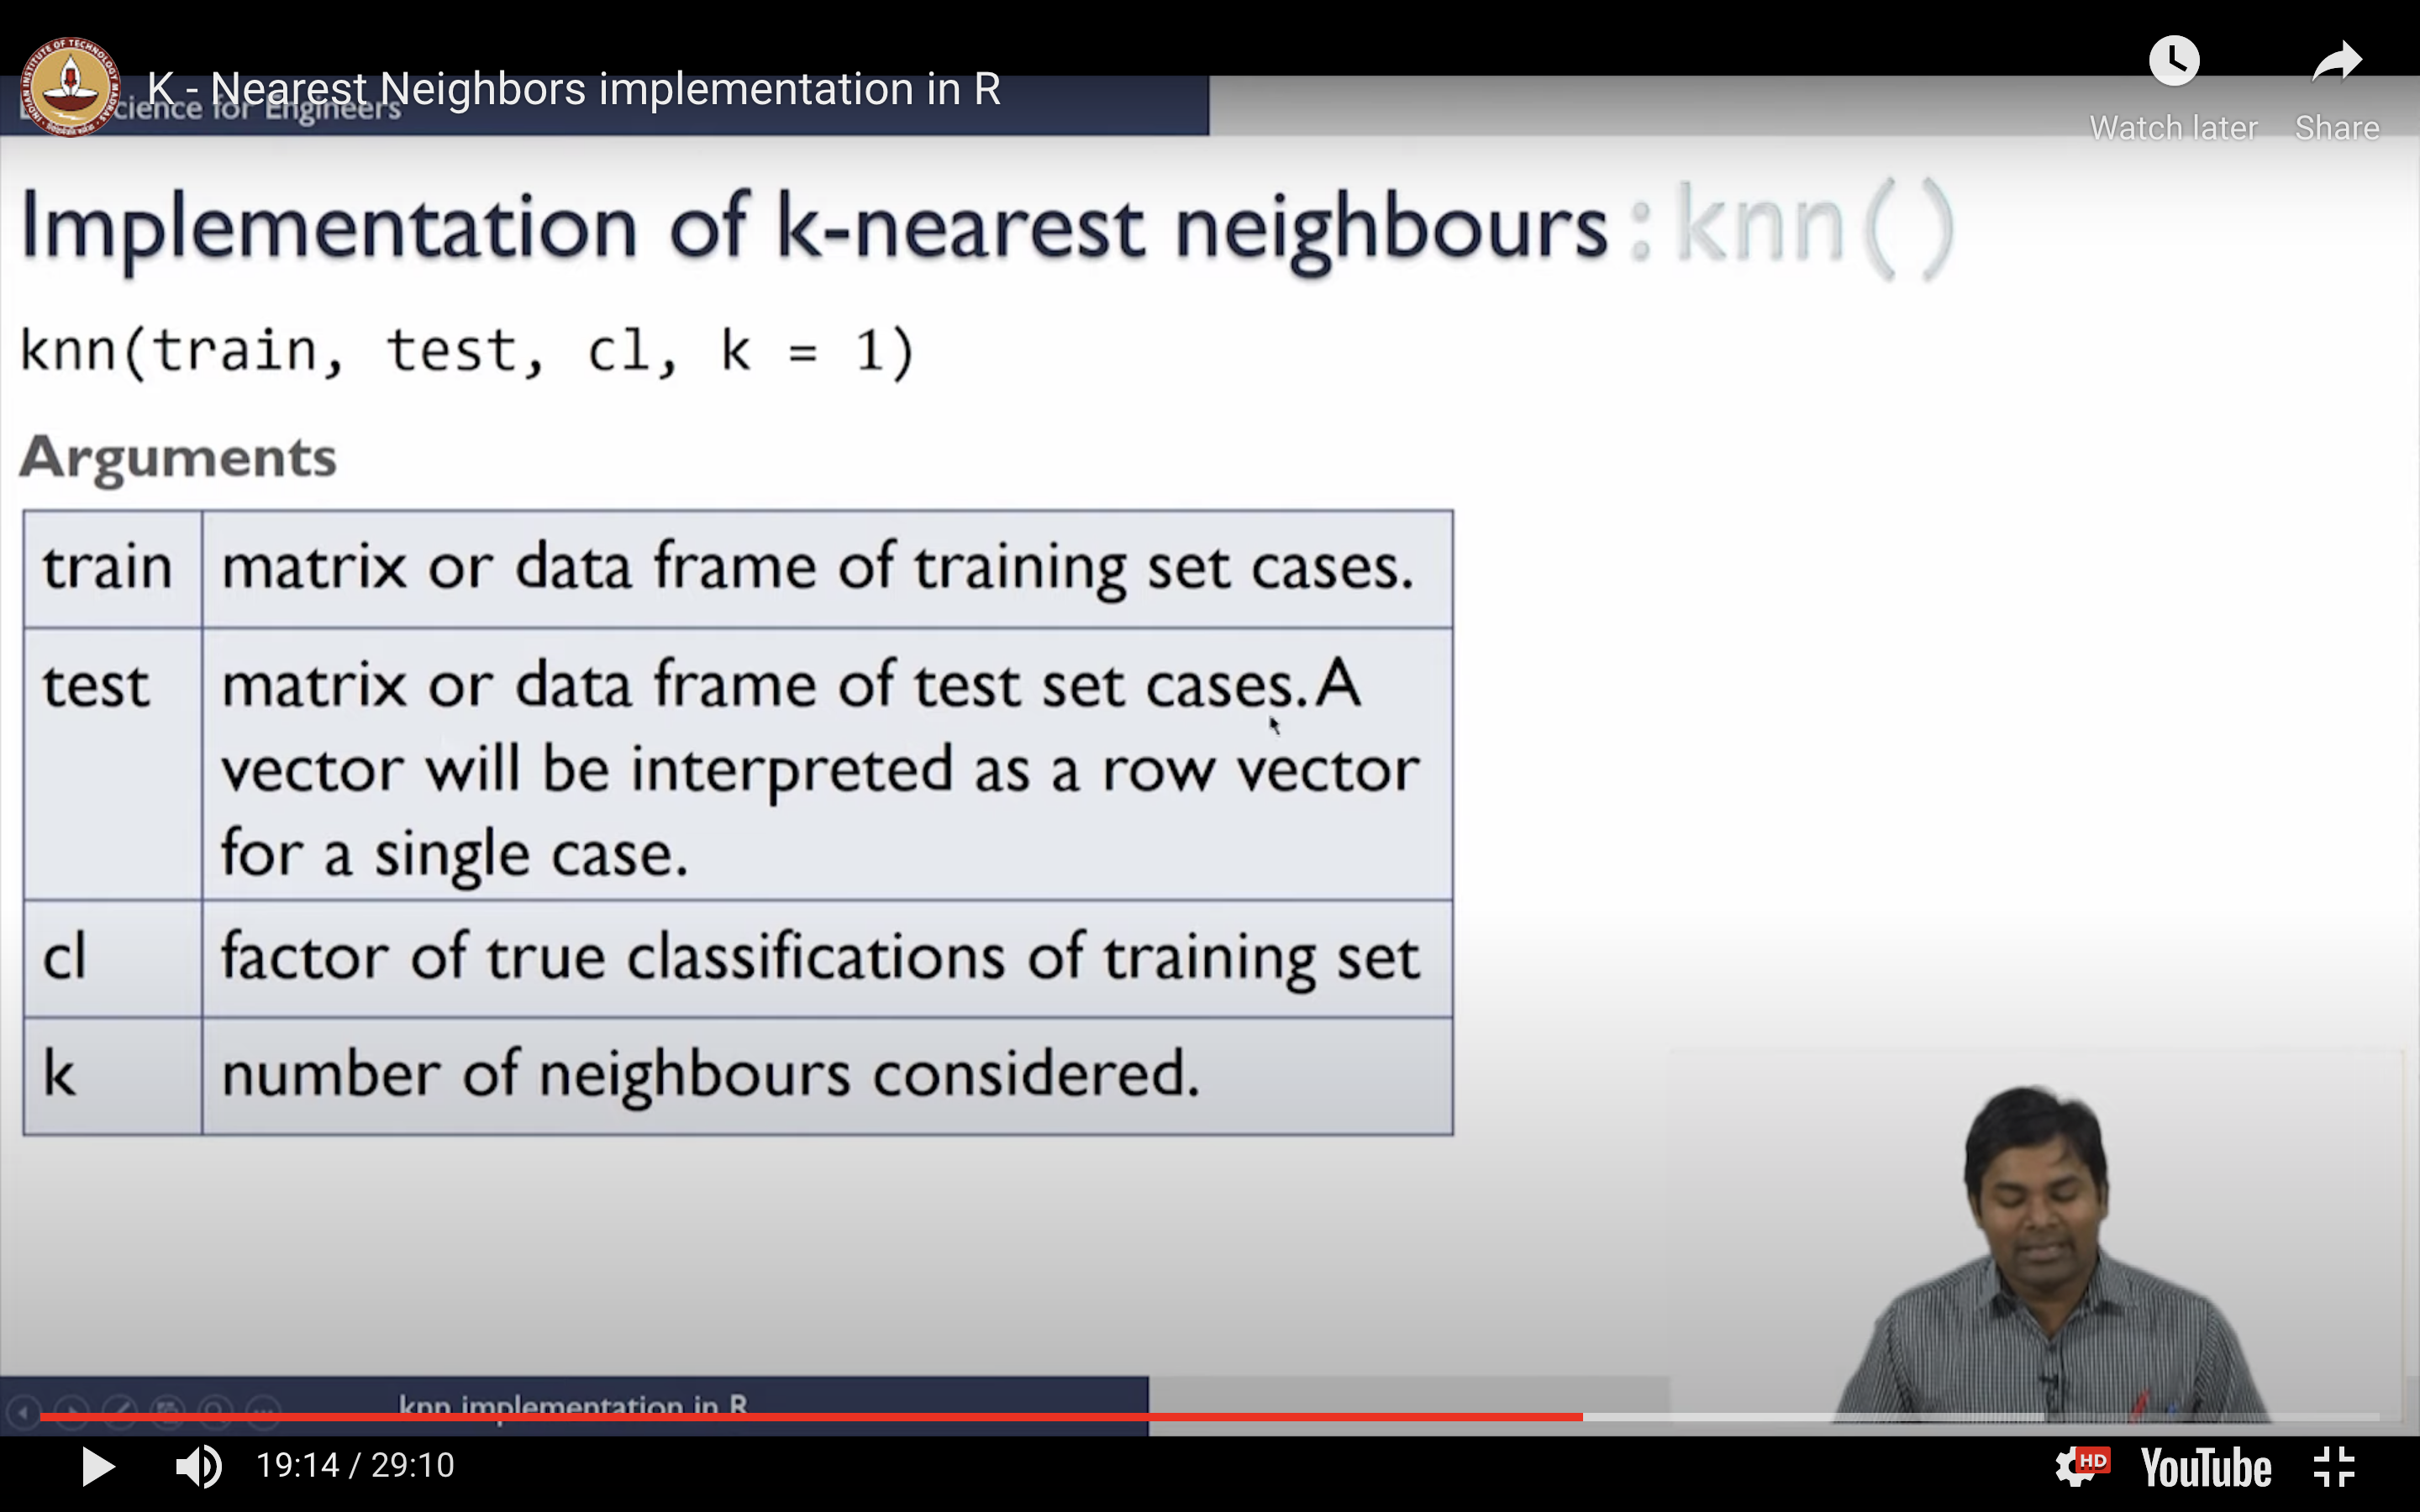 K - Nearest Neighbors implementation in R
cience for Engineers
Watch later
Share
Implementation of k-nearest neighbours : knn()
knn(train, test, cl, k = 1)
Arguments
train matrix or data frame of training set cases.
test matrix or data frame of test set cases. A
vector will be interpreted as a row vector
for a single case.
cl factor of true classifications of training set
k number of neighbours considered.
knn implementation in R
19:14 / 29:10
HD
YouTube